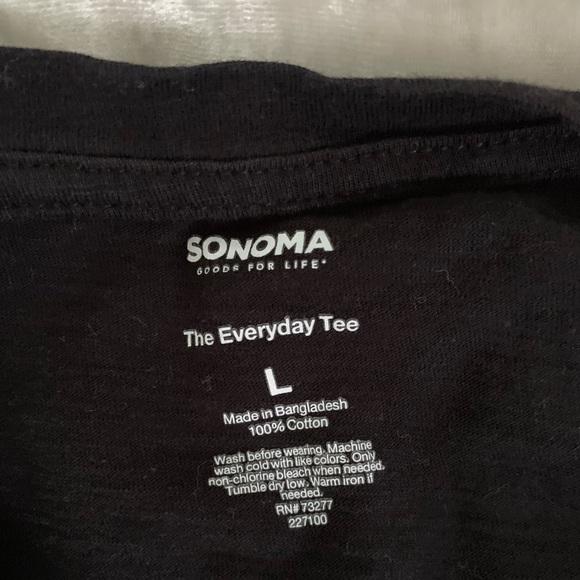 SONOMA
GOODS FOR LIFE®
The Everyday Tee
L
Made in Bangladesh
100% Cotton
Wash before wearing. Machine
wash cold with like colors. Only
non-chlorine bleach when needed.
Tumble dry low. Warm iron if
needed.
RN# 73277
227100